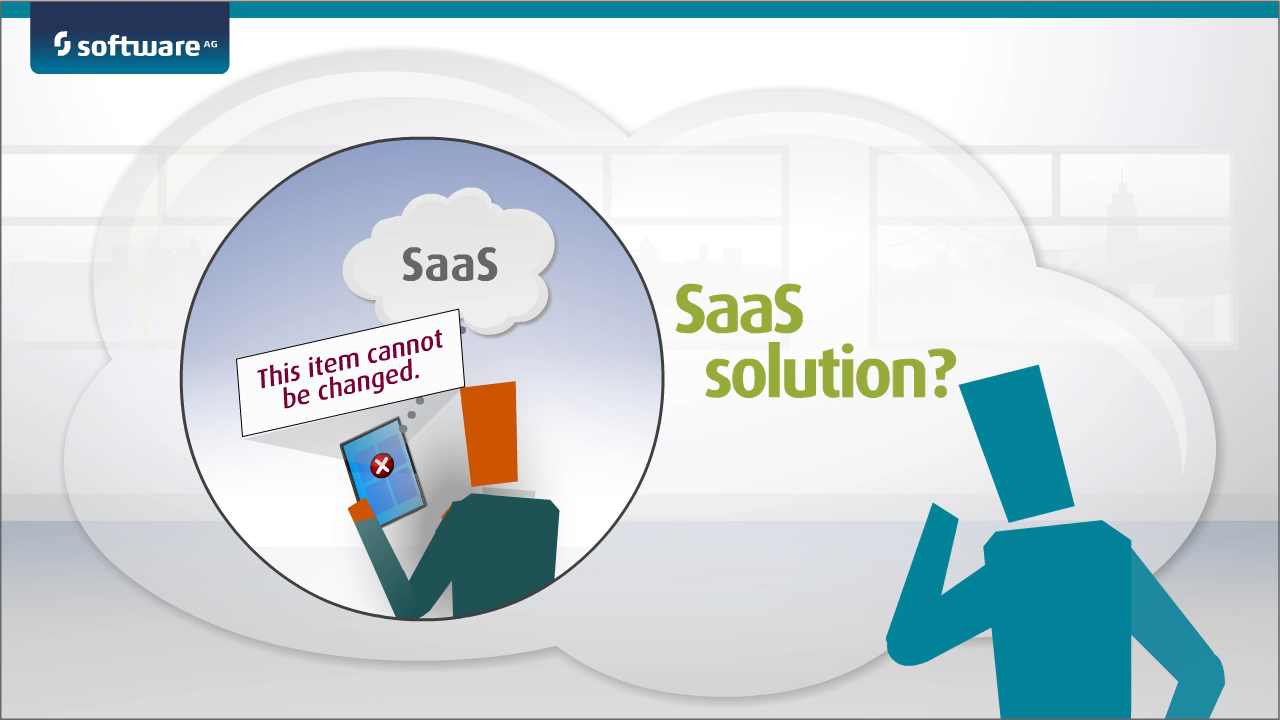 software AG
SaaS
This item cannot
be changed.
SaaS
solution?